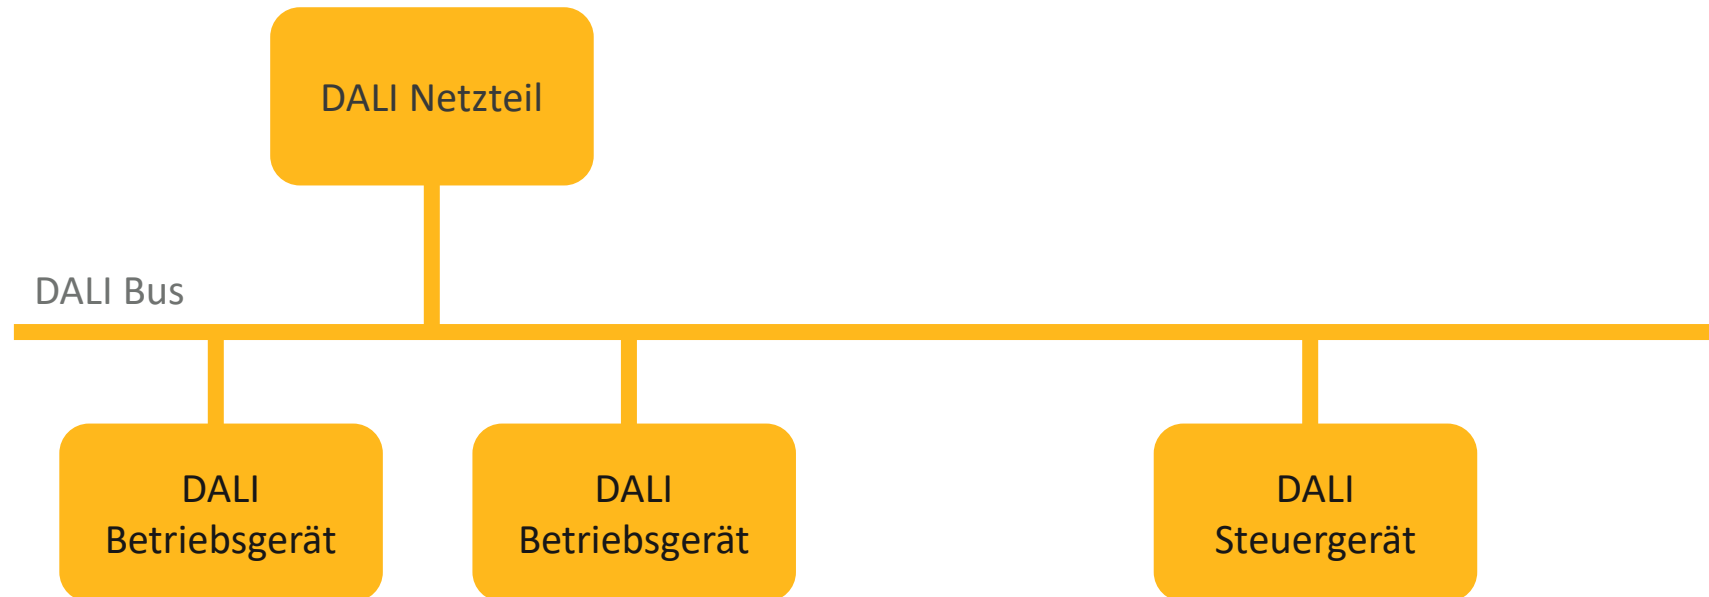 DALI Netzteil
DALI Bus
DALI
Betriebsgerät
DALI
Betriebsgerät
DALI
Steuergerät